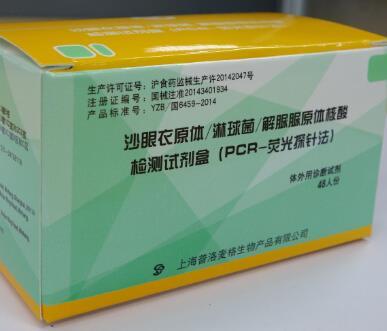 生产许可证号：沪食药监械生产许20142047号
注册证编号：国械注准20143401934
产品标准号：YZB/国6459-2014
沙眼衣原体/淋球菌/解脲脲原体核酸
检测试剂盒（PCR-荧光探针法）
体外用诊断试剂
48人份
上海普洛麦格生物产品有限公司